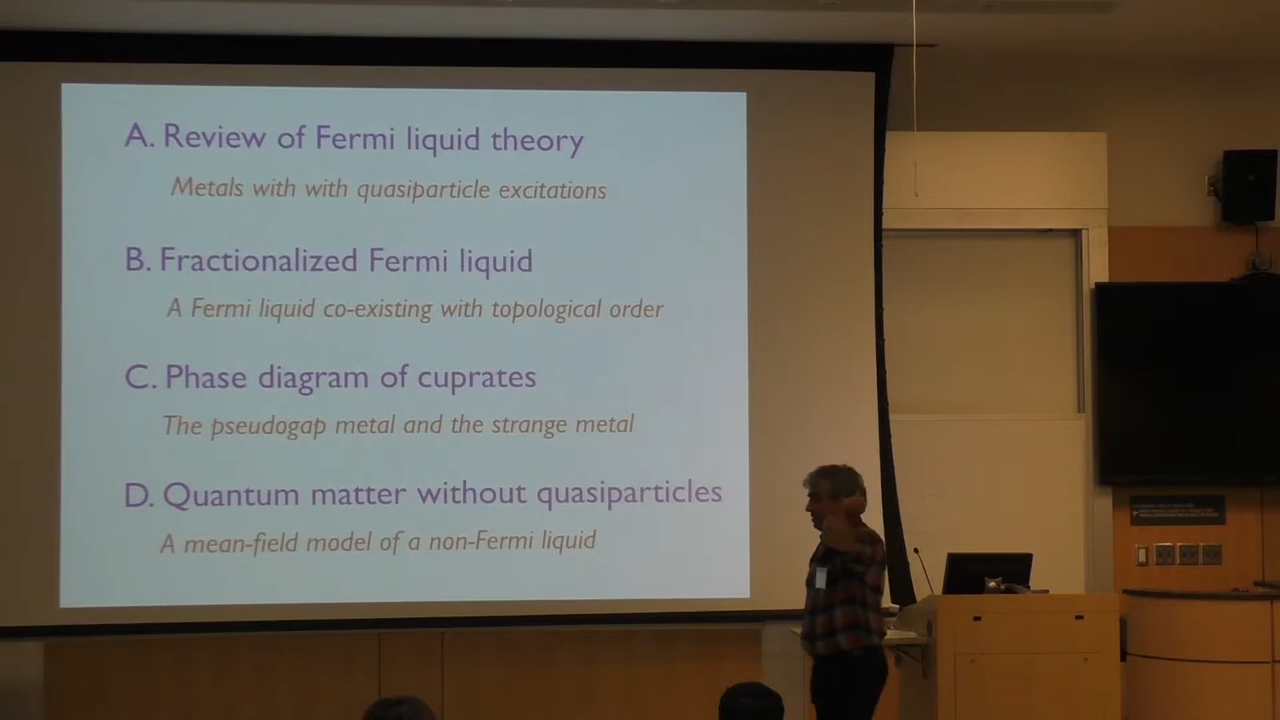 A. Review of Fermi liquid theory
Metals with with quasiparticle excitations
B. Fractionalized Fermi liquid
A Fermi liquid co-existing with topological order
C. Phase diagram of cuprates
The pseudogap metal and the strange metal
D. Quantum matter without quasiparticles
A mean-field model of a non-Fermi liquid